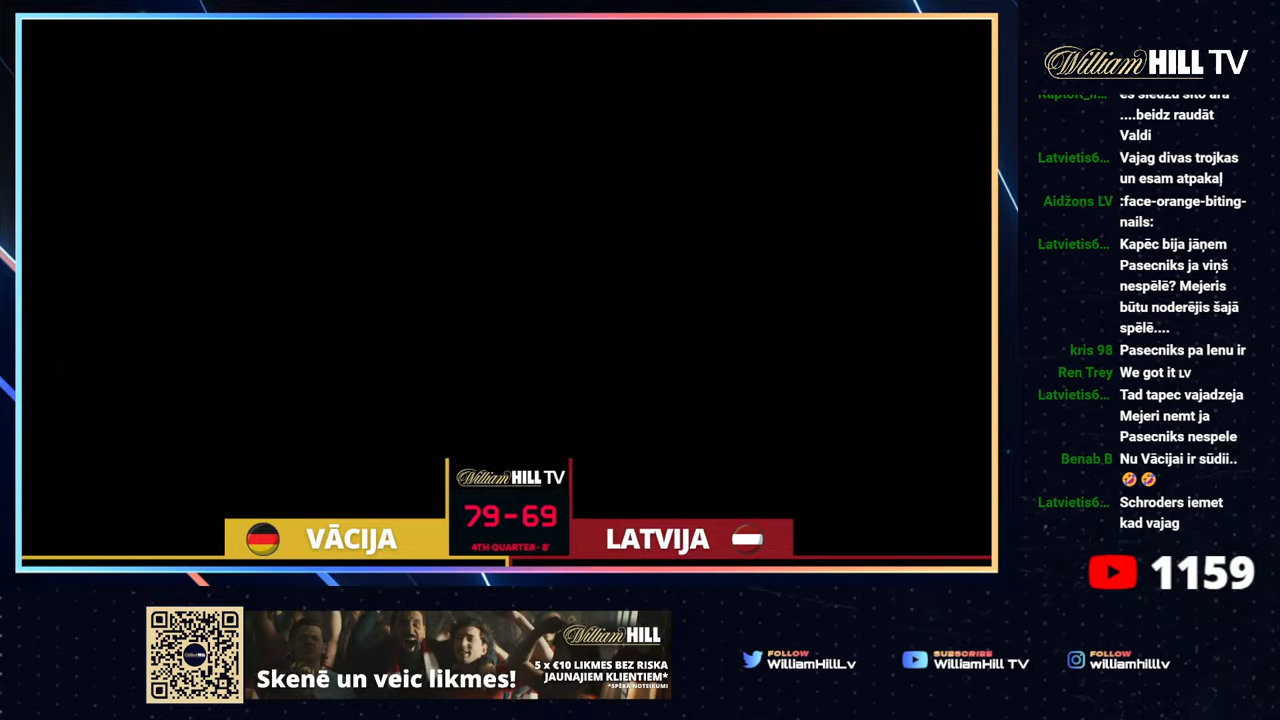 William HILL TV
....beidz raudāt
Valdi
Latvietis6... Vajag divas trojkas
un esam atpakaļ
Aidžons LV :face-orange-biting-
nails:
Latvietis6... Kapēc bija jāņem
Pasecniks ja viņš
nespēlē? Mejeris
būtu noderējis šajā
spēlē....
kris 98 Pasecniks pa lenu ir
Ren Trey We got it LV
Latvietis6... Tad tapec vajadzeja
Mejeri nemt ja
Pasecniks nespele
Benab B Nu Vācijai ir sūdii..
🤣 🤣
Latvietis6... Schroders iemet
kad vajag
1159
William HILL TV
79-69
4TH QUARTER - 8'
VĀCIJA
LATVIJA
William HILL
Skenē un veic likmes!
5 x €10 LIKMES BEZ RISKA
JAUNAJIEM KLIENTIEM*
*SPĒKĀ NOTEIKUMI
FOLLOW
WilliamHill_v
SUBSCRIBE
WilliamHill TV
FOLLOW
williamhilllv